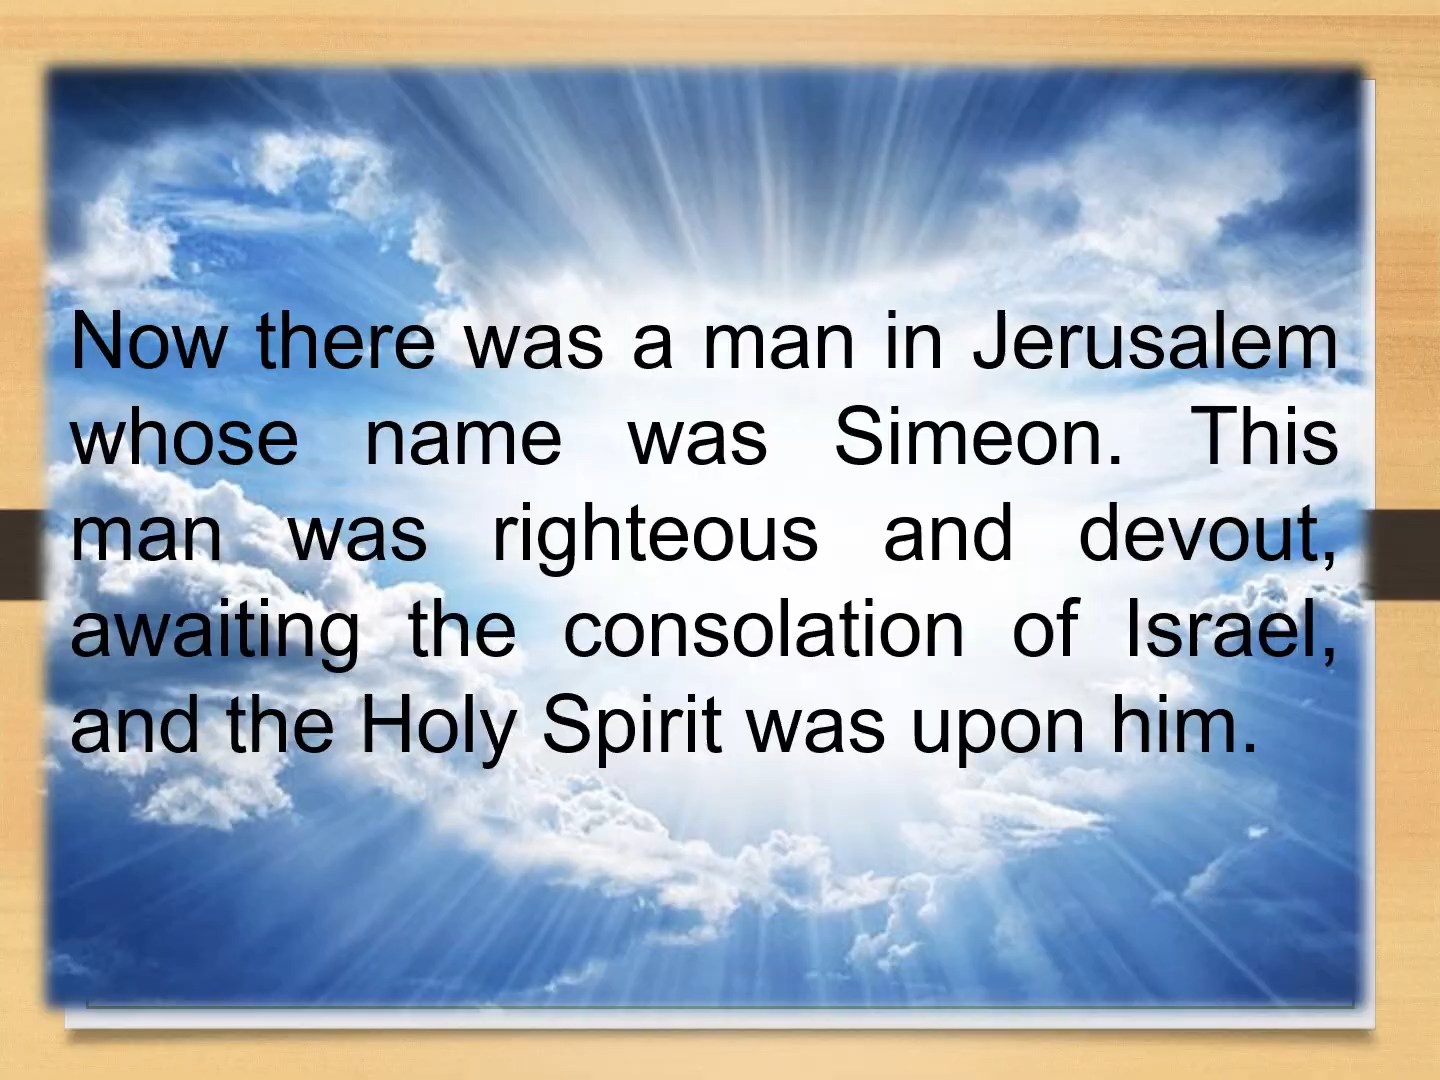 Now there was a man in Jerusalem
whose name was Simeon. This
man was righteous and devout,
awaiting the consolation of Israel,
and the Holy Spirit was upon him.